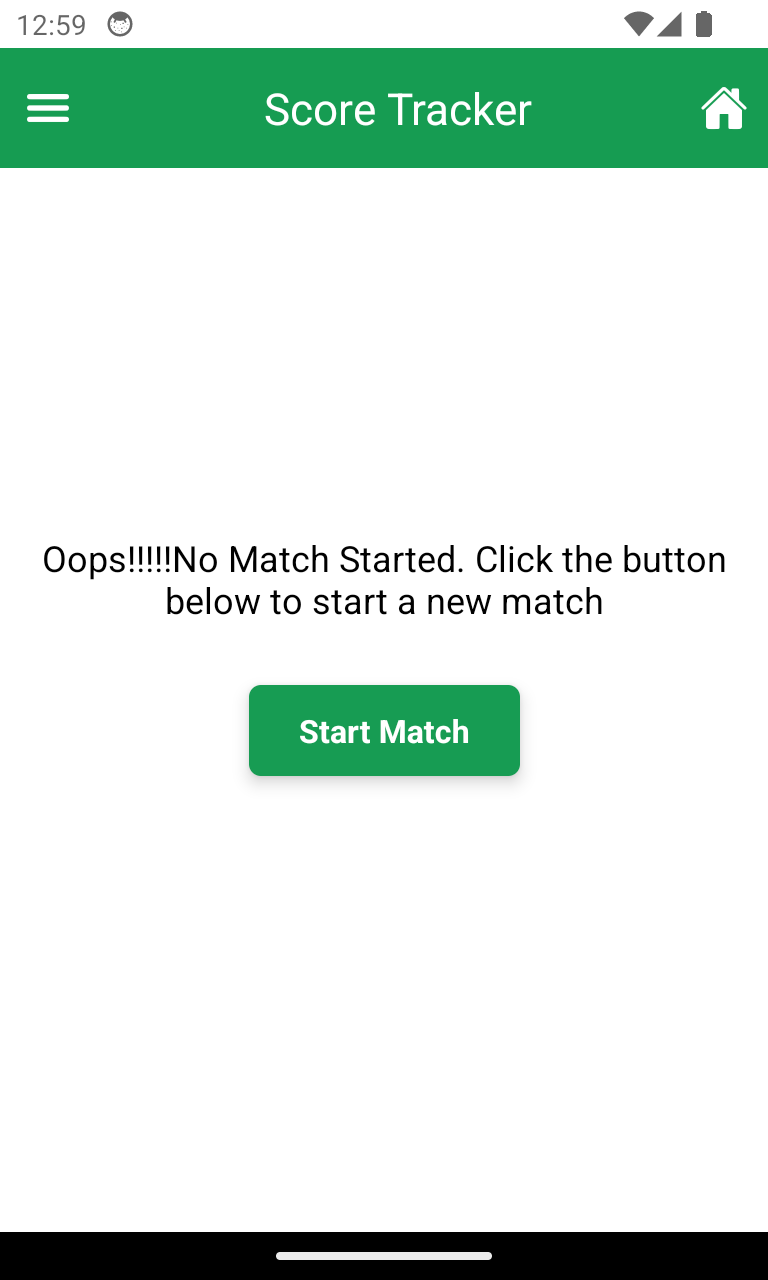 12:59
Score Tracker
Oops!!!!!No Match Started. Click the button
below to start a new match
Start Match